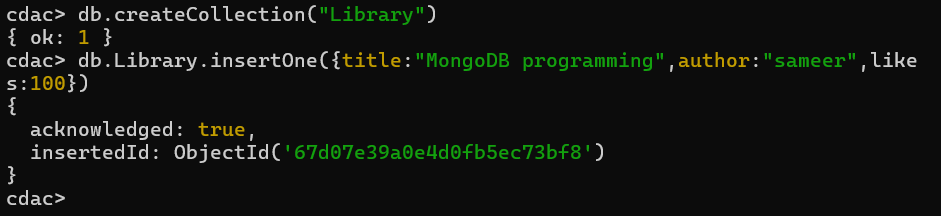 cdac> db.createCollection("Library")
{ ok: 1 }
cdac> db.Library.insertOne({title:"MongoDB programming",author:"sameer",like
s:100})
{
  acknowledged: true,
  insertedId: ObjectId('67d07e39a0e4d0fb5ec73bf8')
}
cdac>